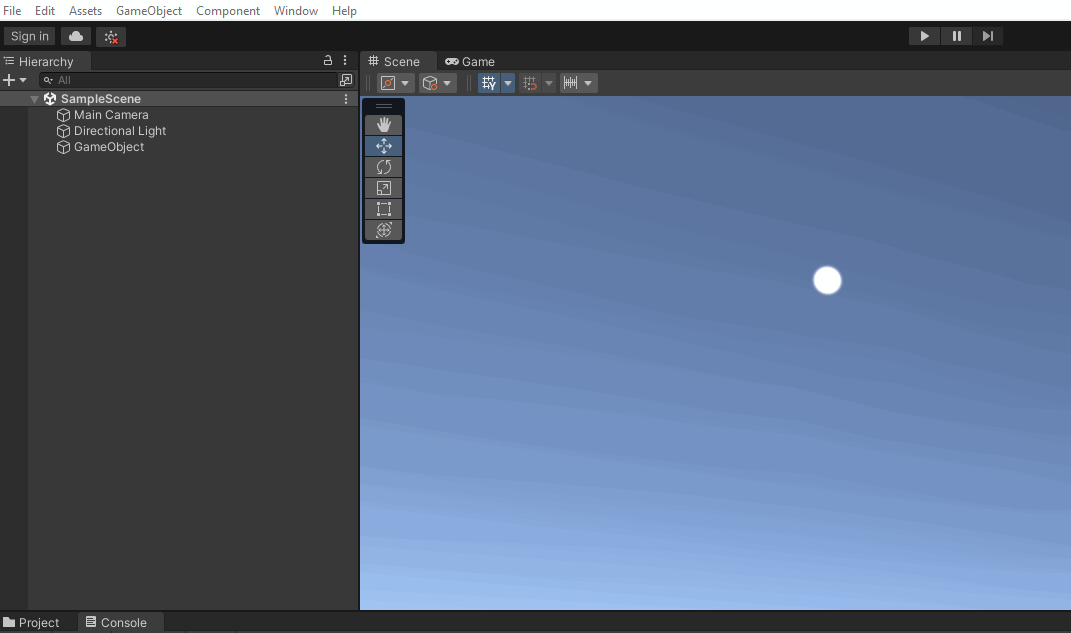 File Edit Assets GameObject Component Window Help
Sign in
Hierarchy
Scene Game
All
SampleScene
Main Camera
Directional Light
GameObject
Project Console